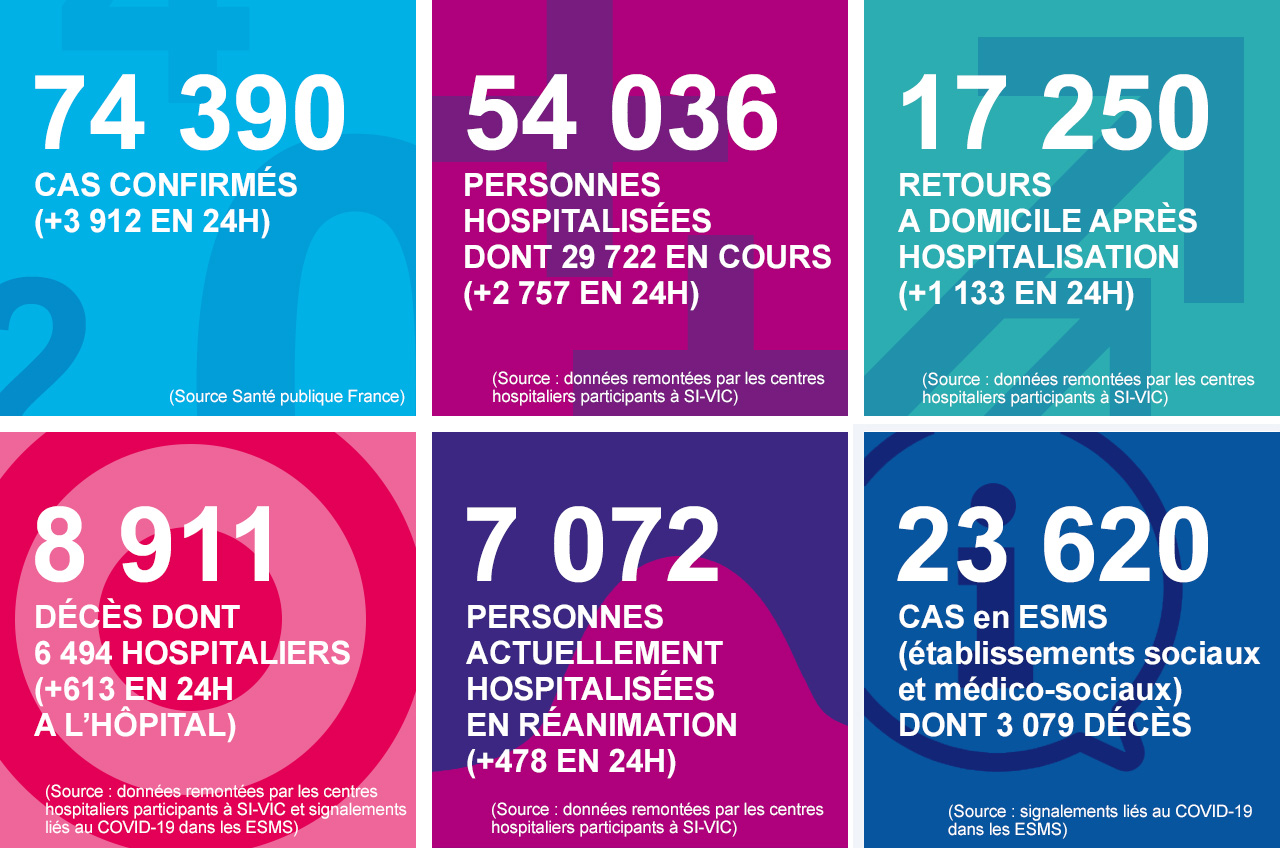 74 390
CAS CONFIRMÉS
(+3 912 EN 24H)
(Source Santé publique France)
54 036
PERSONNES
HOSPITALISÉES
DONT 29 722 EN COURS
(+2 757 EN 24H)
(Source : données remontées par les centres
hospitaliers participants à SI-VIC)
17 250
RETOURS
A DOMICILE APRÈS
HOSPITALISATION
(+1 133 EN 24H)
(Source : données remontées par les centres
hospitaliers participants à SI-VIC)
8 911
DÉCÈS DONT
6 494 HOSPITALIERS
(+613 EN 24H
A L’HÔPITAL)
(Source : données remontées par les centres
hospitaliers participants à SI-VIC et signalements
liés au COVID-19 dans les ESMS)
7 072
PERSONNES
ACTUELLEMENT
HOSPITALISÉES
EN RÉANIMATION
(+478 EN 24H)
(Source : données remontées par les centres
hospitaliers participants à SI-VIC)
23 620
CAS en ESMS
(établissements sociaux
et médico-sociaux)
DONT 3 079 DÉCÈS
(Source : signalements liés au COVID-19
dans les ESMS)